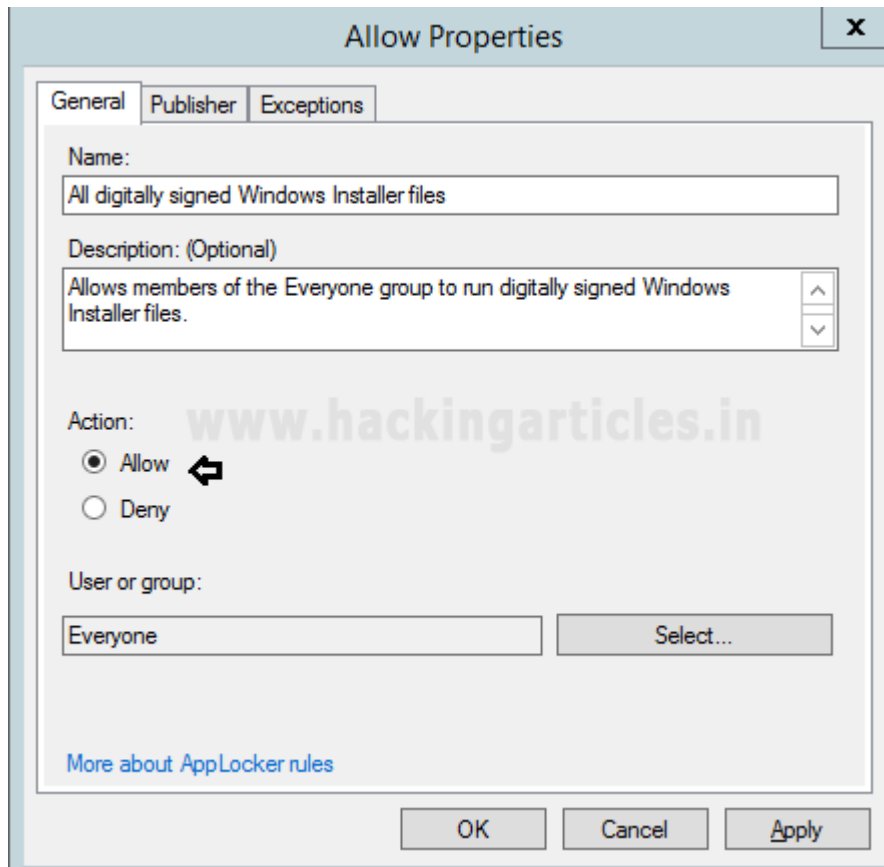 Allow Properties
x
General Publisher Exceptions
Name:
All digitally signed Windows Installer files
Description: (Optional)
Allows members of the Everyone group to run digitally signed Windows
Installer files.
www.hackingarticles.in
Action:
Allow
Deny
User or group:
Everyone Select...
More about AppLocker rules
OK Cancel Apply